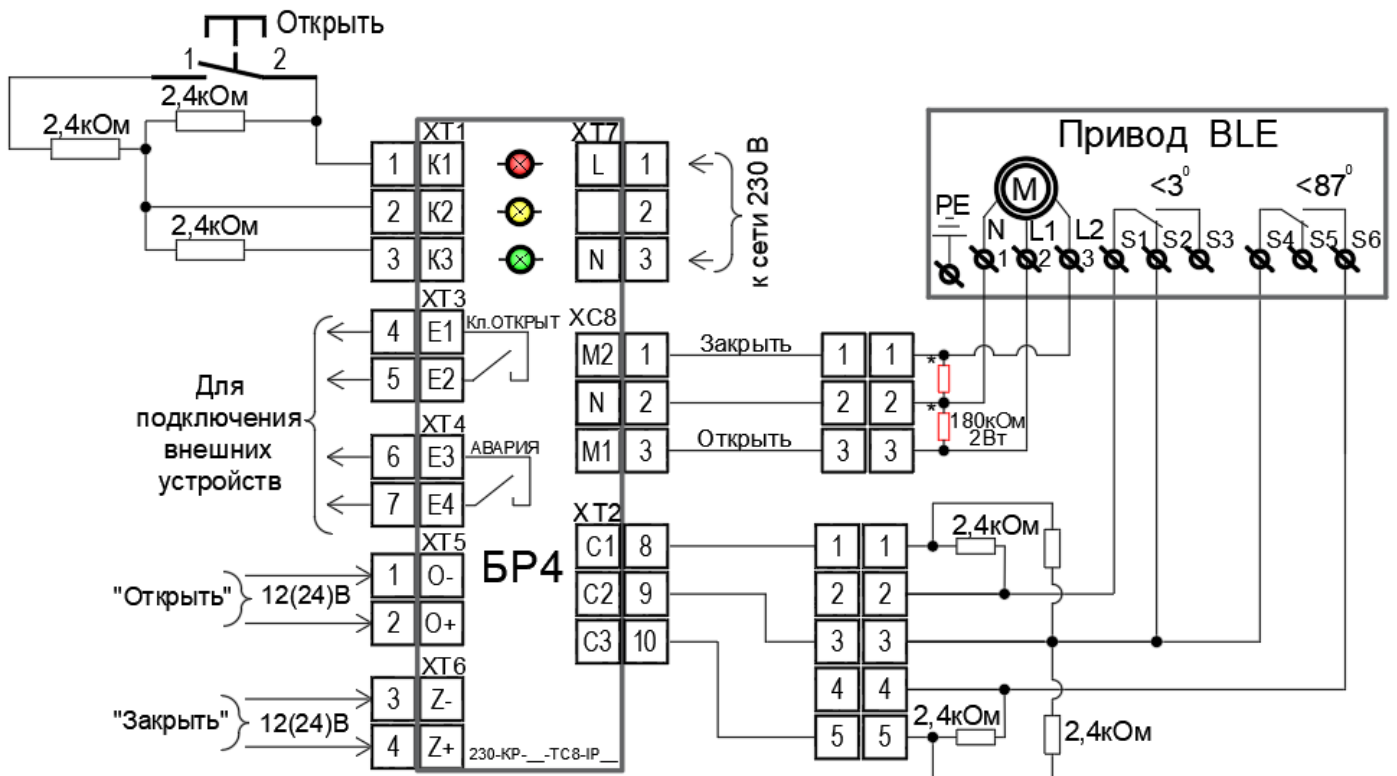 Открыть
1 2
2,4кОм
2,4кОм
2,4кОм
XT1
1 К1
2 К2
3 К3
XT3
4 E1
5 E2
Кл.ОТКРЫТ
XT4
6 E3
7 E4
АВАРИЯ
Для
подключения
внешних
устройств
XT5
1 O-
2 O+
"Открыть" 12(24)В
XT6
3 Z-
4 Z+
"Закрыть" 12(24)В
БР4
230-КР-__-ТС8-IP__
XT7
L 1
2
N 3
к сети 230 В
XC8
M2 1
N 2
M1 3
Закрыть
Открыть
1 1
2 2
3 3
* 
*
180кОм
2Вт
XT2
C1 8
C2 9
C3 10
1 1
2 2
3 3
4 4
5 5
2,4кОм
2,4кОм
2,4кОм
Привод BLE
M
<3⁰
<87⁰
PE
N L1 L2
1 2 3
S1 S2 S3
S4 S5 S6